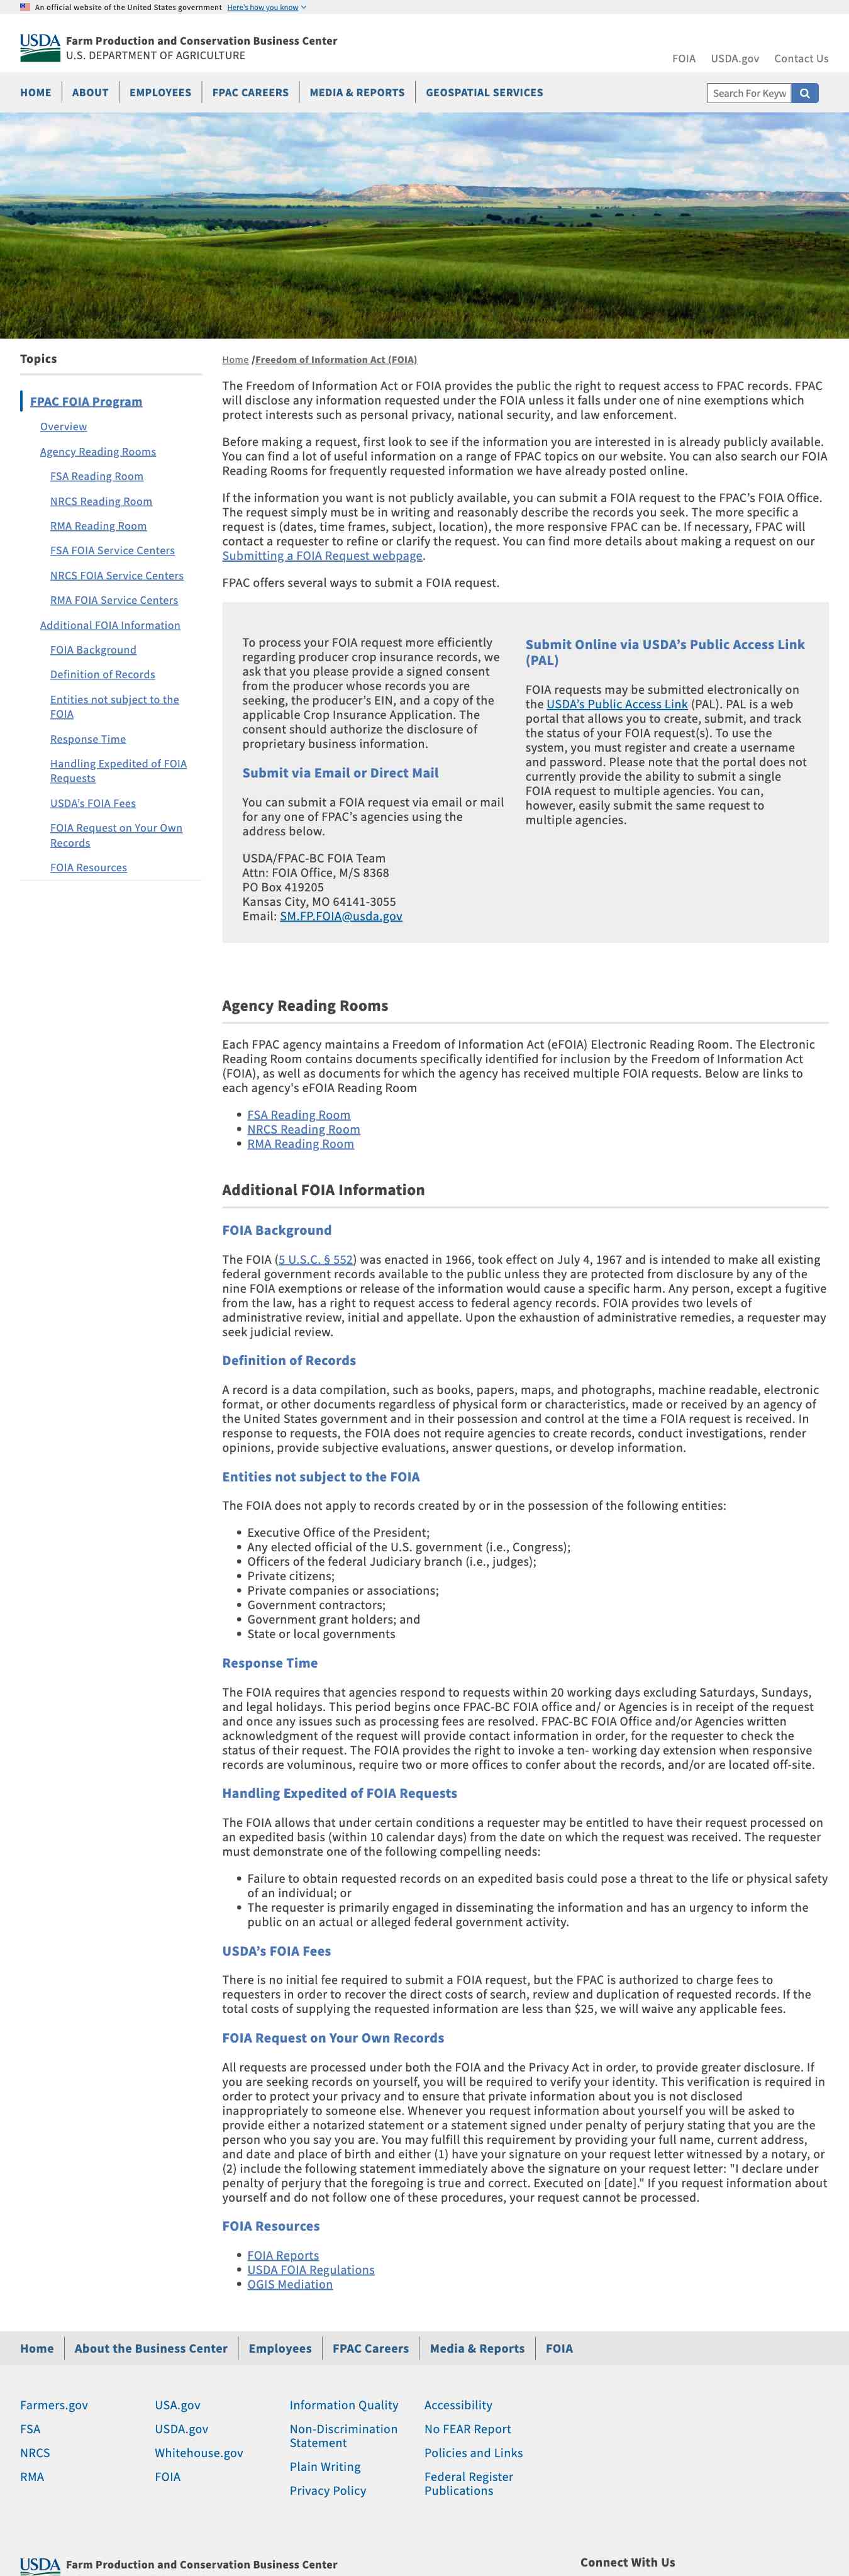 An official website of the United States government Here's how you know
USDA Farm Production and Conservation Business Center
U.S. DEPARTMENT OF AGRICULTURE
FOIA USDA.gov Contact Us
HOME ABOUT EMPLOYEES FPAC CAREERS MEDIA & REPORTS GEOSPATIAL SERVICES
Search For Keyw
Topics
FPAC FOIA Program
Overview
Agency Reading Rooms
FSA Reading Room
NRCS Reading Room
RMA Reading Room
FSA FOIA Service Centers
NRCS FOIA Service Centers
RMA FOIA Service Centers
Additional FOIA Information
FOIA Background
Definition of Records
Entities not subject to the
FOIA
Response Time
Handling Expedited of FOIA
Requests
USDA's FOIA Fees
FOIA Request on Your Own
Records
FOIA Resources
Home /Freedom of Information Act (FOIA)
The Freedom of Information Act or FOIA provides the public the right to request access to FPAC records. FPAC
will disclose any information requested under the FOIA unless it falls under one of nine exemptions which
protect interests such as personal privacy, national security, and law enforcement.
Before making a request, first look to see if the information you are interested in is already publicly available.
You can find a lot of useful information on a range of FPAC topics on our website. You can also search our FOIA
Reading Rooms for frequently requested information we have already posted online.
If the information you want is not publicly available, you can submit a FOIA request to the FPAC's FOIA Office.
The request simply must be in writing and reasonably describe the records you seek. The more specific a
request is (dates, time frames, subject, location), the more responsive FPAC can be. If necessary, FPAC will
contact a requester to refine or clarify the request. You can find more details about making a request on our
Submitting a FOIA Request webpage.
FPAC offers several ways to submit a FOIA request.
To process your FOIA request more efficiently
regarding producer crop insurance records, we
ask that you please provide a signed consent
from the producer whose records you are
seeking, the producer's EIN, and a copy of the
applicable Crop Insurance Application. The
consent should authorize the disclosure of
proprietary business information.
Submit via Email or Direct Mail
You can submit a FOIA request via email or mail
for any one of FPAC's agencies using the
address below.
USDA/FPAC-BC FOIA Team
Attn: FOIA Office, M/S 8368
PO Box 419205
Kansas City, MO 64141-3055
Email: SM.FP.FOIA@usda.gov
Submit Online via USDA's Public Access Link
(PAL)
FOIA requests may be submitted electronically on
the USDA's Public Access Link (PAL). PAL is a web
portal that allows you to create, submit, and track
the status of your FOIA request(s). To use the
system, you must register and create a username
and password. Please note that the portal does not
currently provide the ability to submit a single
FOIA request to multiple agencies. You can,
however, easily submit the same request to
multiple agencies.
Agency Reading Rooms
Each FPAC agency maintains a Freedom of Information Act (eFOIA) Electronic Reading Room. The Electronic
Reading Room contains documents specifically identified for inclusion by the Freedom of Information Act
(FOIA), as well as documents for which the agency has received multiple FOIA requests. Below are links to
each agency's eFOIA Reading Room
• FSA Reading Room
• NRCS Reading Room
• RMA Reading Room
Additional FOIA Information
FOIA Background
The FOIA (5 U.S.C. § 552) was enacted in 1966, took effect on July 4, 1967 and is intended to make all existing
federal government records available to the public unless they are protected from disclosure by any of the
nine FOIA exemptions or release of the information would cause a specific harm. Any person, except a fugitive
from the law, has a right to request access to federal agency records. FOIA provides two levels of
administrative review, initial and appellate. Upon the exhaustion of administrative remedies, a requester may
seek judicial review.
Definition of Records
A record is a data compilation, such as books, papers, maps, and photographs, machine readable, electronic
format, or other documents regardless of physical form or characteristics, made or received by an agency of
the United States government and in their possession and control at the time a FOIA request is received. In
response to requests, the FOIA does not require agencies to create records, conduct investigations, render
opinions, provide subjective evaluations, answer questions, or develop information.
Entities not subject to the FOIA
The FOIA does not apply to records created by or in the possession of the following entities:
• Executive Office of the President;
• Any elected official of the U.S. government (i.e., Congress);
• Officers of the federal Judiciary branch (i.e., judges);
• Private citizens;
• Private companies or associations;
• Government contractors;
• Government grant holders; and
• State or local governments
Response Time
The FOIA requires that agencies respond to requests within 20 working days excluding Saturdays, Sundays,
and legal holidays. This period begins once FPAC-BC FOIA office and/ or Agencies is in receipt of the request
and once any issues such as processing fees are resolved. FPAC-BC FOIA Office and/or Agencies written
acknowledgment of the request will provide contact information in order, for the requester to check the
status of their request. The FOIA provides the right to invoke a ten- working day extension when responsive
records are voluminous, require two or more offices to confer about the records, and/or are located off-site.
Handling Expedited of FOIA Requests
The FOIA allows that under certain conditions a requester may be entitled to have their request processed on
an expedited basis (within 10 calendar days) from the date on which the request was received. The requester
must demonstrate one of the following compelling needs:
• Failure to obtain requested records on an expedited basis could pose a threat to the life or physical safety
of an individual; or
• The requester is primarily engaged in disseminating the information and has an urgency to inform the
public on an actual or alleged federal government activity.
USDA's FOIA Fees
There is no initial fee required to submit a FOIA request, but the FPAC is authorized to charge fees to
requesters in order to recover the direct costs of search, review and duplication of requested records. If the
total costs of supplying the requested information are less than $25, we will waive any applicable fees.
FOIA Request on Your Own Records
All requests are processed under both the FOIA and the Privacy Act in order, to provide greater disclosure. If
you are seeking records on yourself, you will be required to verify your identity. This verification is required in
order to protect your privacy and to ensure that private information about you is not disclosed
inappropriately to someone else. Whenever you request information about yourself you will be asked to
provide either a notarized statement or a statement signed under penalty of perjury stating that you are the
person who you say you are. You may fulfill this requirement by providing your full name, current address,
and date and place of birth and either (1) have your signature on your request letter witnessed by a notary, or
(2) include the following statement immediately above the signature on your request letter: "I declare under
penalty of perjury that the foregoing is true and correct. Executed on [date]." If you request information about
yourself and do not follow one of these procedures, your request cannot be processed.
FOIA Resources
• FOIA Reports
• USDA FOIA Regulations
• OGIS Mediation
Home About the Business Center Employees FPAC Careers Media & Reports FOIA
Farmers.gov
FSA
NRCS
RMA
USA.gov
USDA.gov
Whitehouse.gov
FOIA
Information Quality
Non-Discrimination
Statement
Plain Writing
Privacy Policy
Accessibility
No FEAR Report
Policies and Links
Federal Register
Publications
USDA Farm Production and Conservation Business Center
Connect With Us